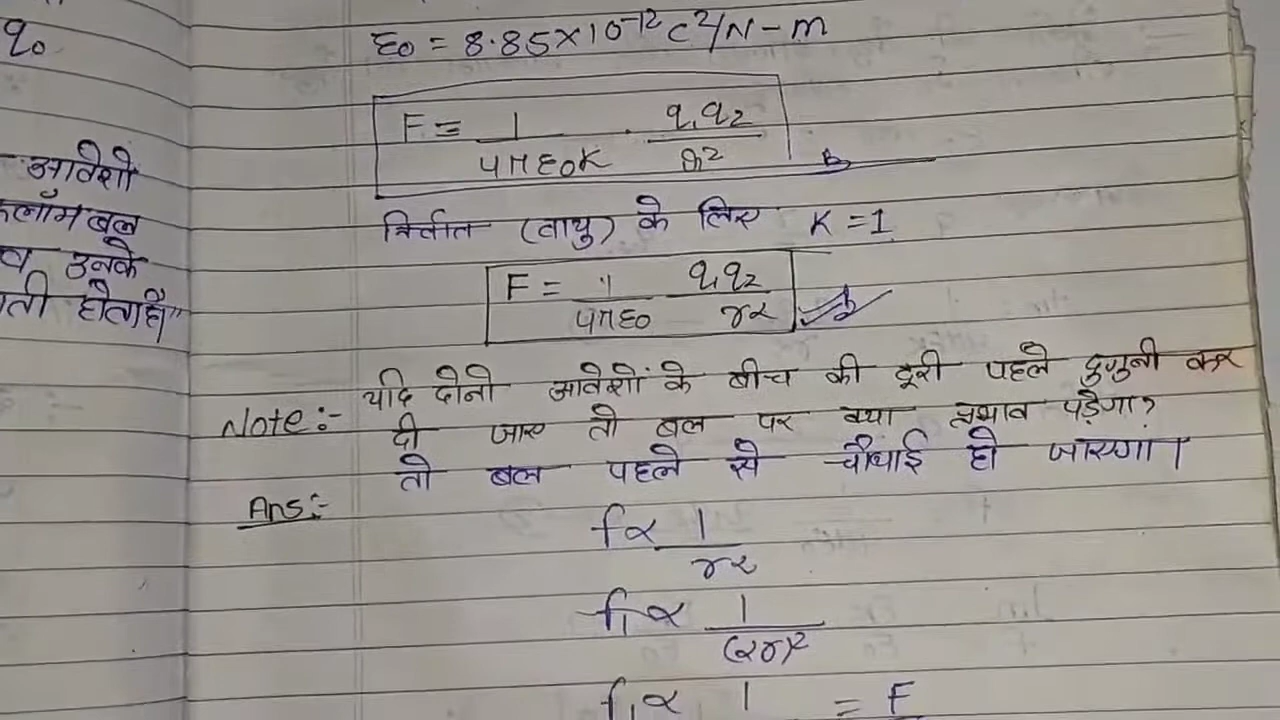 q₀
आवेशो
कूलॉम बल
व उनके
ती होता है"
ε₀ = 8.85×10⁻¹² C²/N-m
F = 1/4πε₀K . q₁q₂/r²
निर्वात (वायु) के लिए K = 1
F = 1/4πε₀ q₁q₂/r²
Note:- यदि दोनो आवेशों के बीच की दूरी पहले दुगुनी कर
दी जाए तो बल पर क्या प्रभाव पड़ेगा?
Ans:- तो बल पहले से चौथाई हो जाएगा।
f ∝ 1/r²
f₁ ∝ 1/(2r)²
f₁ ∝ 1 = F